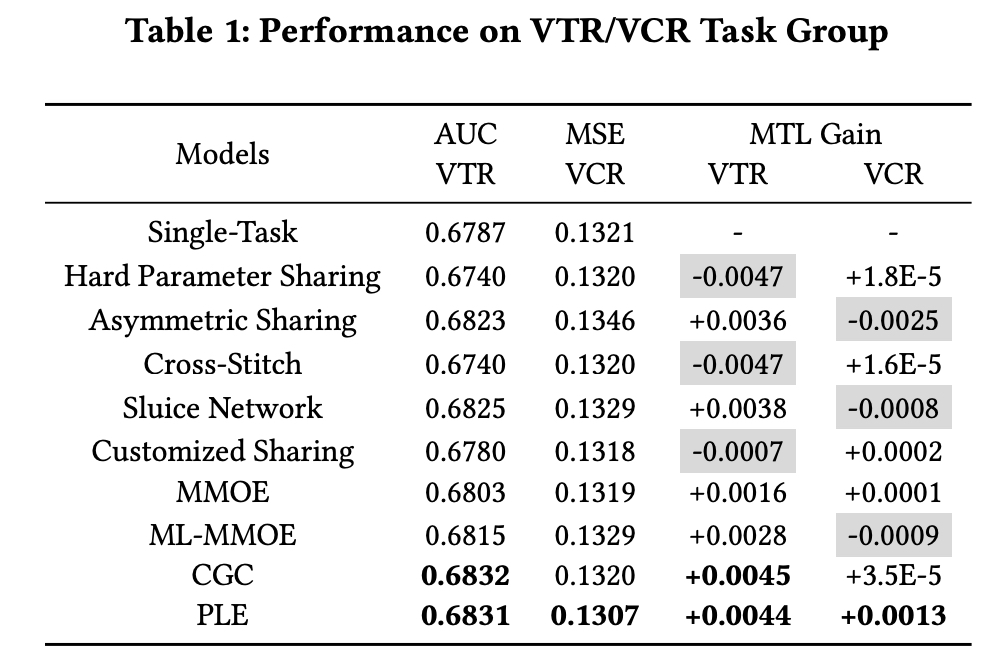 Table 1: Performance on VTR/VCR Task Group
Models AUC MSE MTL Gain
VTR VCR VTR VCR
Single-Task 0.6787 0.1321 - -
Hard Parameter Sharing 0.6740 0.1320 -0.0047 +1.8E-5
Asymmetric Sharing 0.6823 0.1346 +0.0036 -0.0025
Cross-Stitch 0.6740 0.1320 -0.0047 +1.6E-5
Sluice Network 0.6825 0.1329 +0.0038 -0.0008
Customized Sharing 0.6780 0.1318 -0.0007 +0.0002
MMOE 0.6803 0.1319 +0.0016 +0.0001
ML-MMOE 0.6815 0.1329 +0.0028 -0.0009
CGC 0.6832 0.1320 +0.0045 +3.5E-5
PLE 0.6831 0.1307 +0.0044 +0.0013